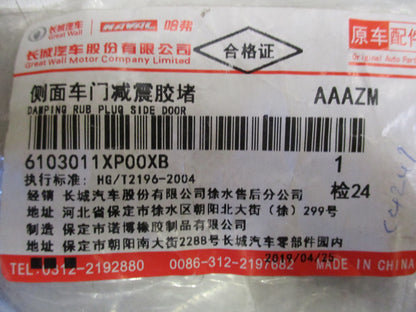 长城汽车 Great Wall HAVAL 哈弗
长城汽车股份有限公司
Great Wall Motor Company Limited
合格证
原车配件
Original Auto Parts
侧面车门减震胶堵 AAAZM
DAMPING RUB PLUG SIDE DOOR
6103011XP00XB 1
执行标准: HG/T2196-2004 检24
经销 长城汽车股份有限公司徐水售后分公司
地址 河北省保定市徐水区朝阳北大街(徐)299号
制造 保定市诺博橡胶制品有限公司
地址 保定市朝阳南大街2288号长城汽车零部件园内
2019/04/25
TEL:0312-2192880 0086-312-2197682 MADE IN CHINA